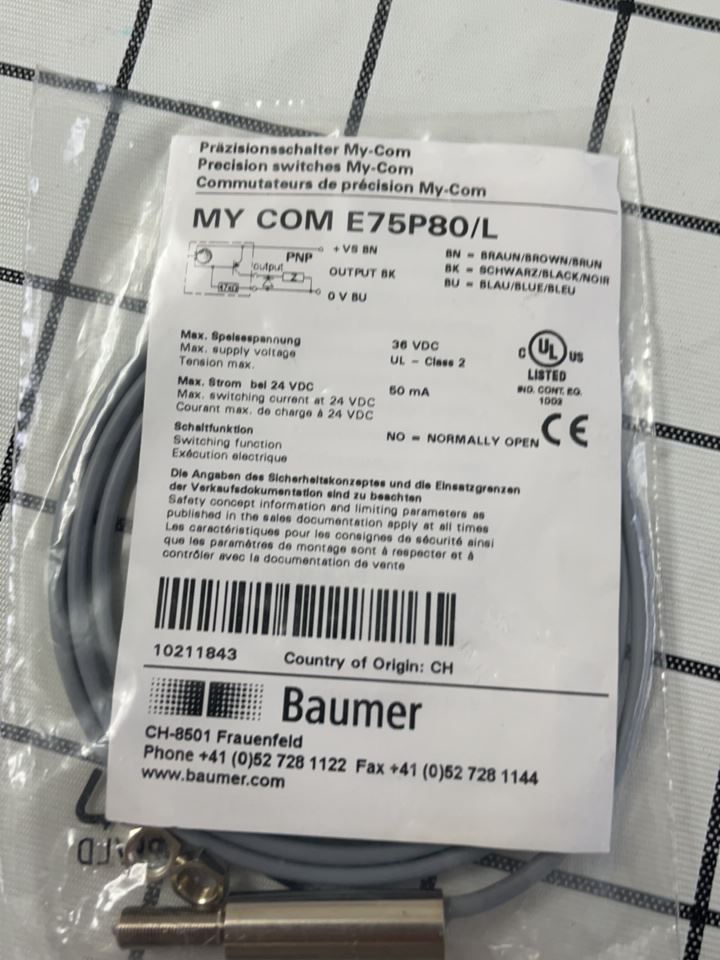 Präzisionsschalter My-Com
Precision switches My-Com
Commutateurs de précision My-Com
MY COM E75P80/L
PNP
output
Z
47kΩ
+ VS BN
OUTPUT BK
0 V BU
BN = BRAUN/BROWN/BRUN
BK = SCHWARZ/BLACK/NOIR
BU = BLAU/BLUE/BLEU
Max. Speisespannung
Max. supply voltage
Tension max.
36 VDC
UL - Class 2
Max. Strom bei 24 VDC
Max. switching current at 24 VDC
Courant max. de charge à 24 VDC
50 mA
Schaltfunktion
Switching function
Exécution electrique
NO = NORMALLY OPEN
C UL US
LISTED
IND. CONT. EQ.
1D03
CE
Die Angaben des Sicherheitskonzeptes und die Einsatzgrenzen
der Verkaufsdokumentation sind zu beachten
Safety concept information and limiting parameters as
published in the sales documentation apply at all times
Les caractéristiques pour les consignes de sécurité ainsi
que les paramètres de montage sont à respecter et à
contrôler avec la documentation de vente
10211843
Country of Origin: CH
Baumer
CH-8501 Frauenfeld
Phone +41 (0)52 728 1122 Fax +41 (0)52 728 1144
www.baumer.com